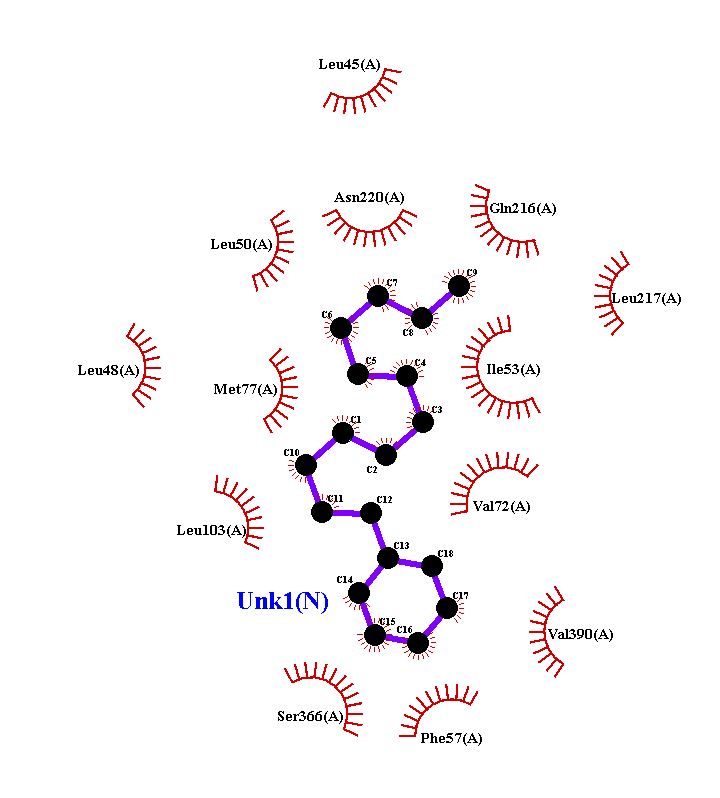 Leu45(A)
Asn220(A)
Gln216(A)
Leu50(A)
C9
C7
Leu217(A)
C6
C8
Leu48(A)
C5
C4
Ile53(A)
Met77(A)
C3
C1
C10
C2
C11
C12
Val72(A)
Leu103(A)
C13
C18
C14
Unk1(N)
C17
C15
C16
Val390(A)
Ser366(A)
Phe57(A)